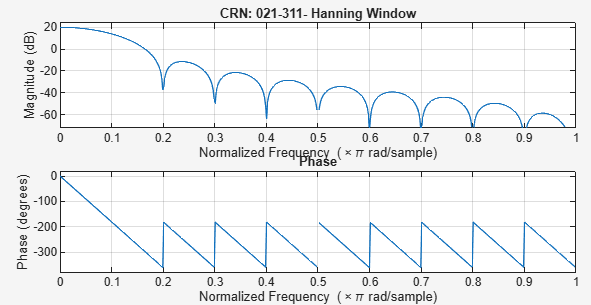 CRN: 021-311- Hanning Window
20
0
-20
-40
-60
Magnitude (dB)
0 0.1 0.2 0.3 0.4 0.5 0.6 0.7 0.8 0.9 1
Normalized Frequency (×π rad/sample)
Phase
0
-100
-200
-300
Phase (degrees)
0 0.1 0.2 0.3 0.4 0.5 0.6 0.7 0.8 0.9 1
Normalized Frequency (×π rad/sample)